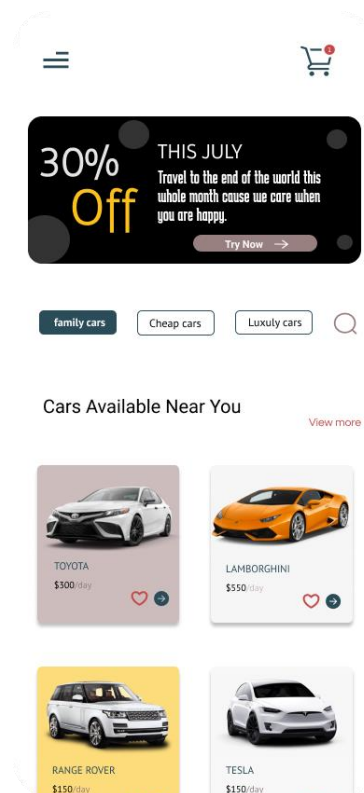 1
30%
Off
THIS JULY
Travel to the end of the world this
whole month cause we care when
you are happy.
Try Now
family cars
Cheap cars
Luxuly cars
Cars Available Near You
View more
TOYOTA
$300/day
LAMBORGHINI
$550/day
RANGE ROVER
$150/day
TESLA
$150/day